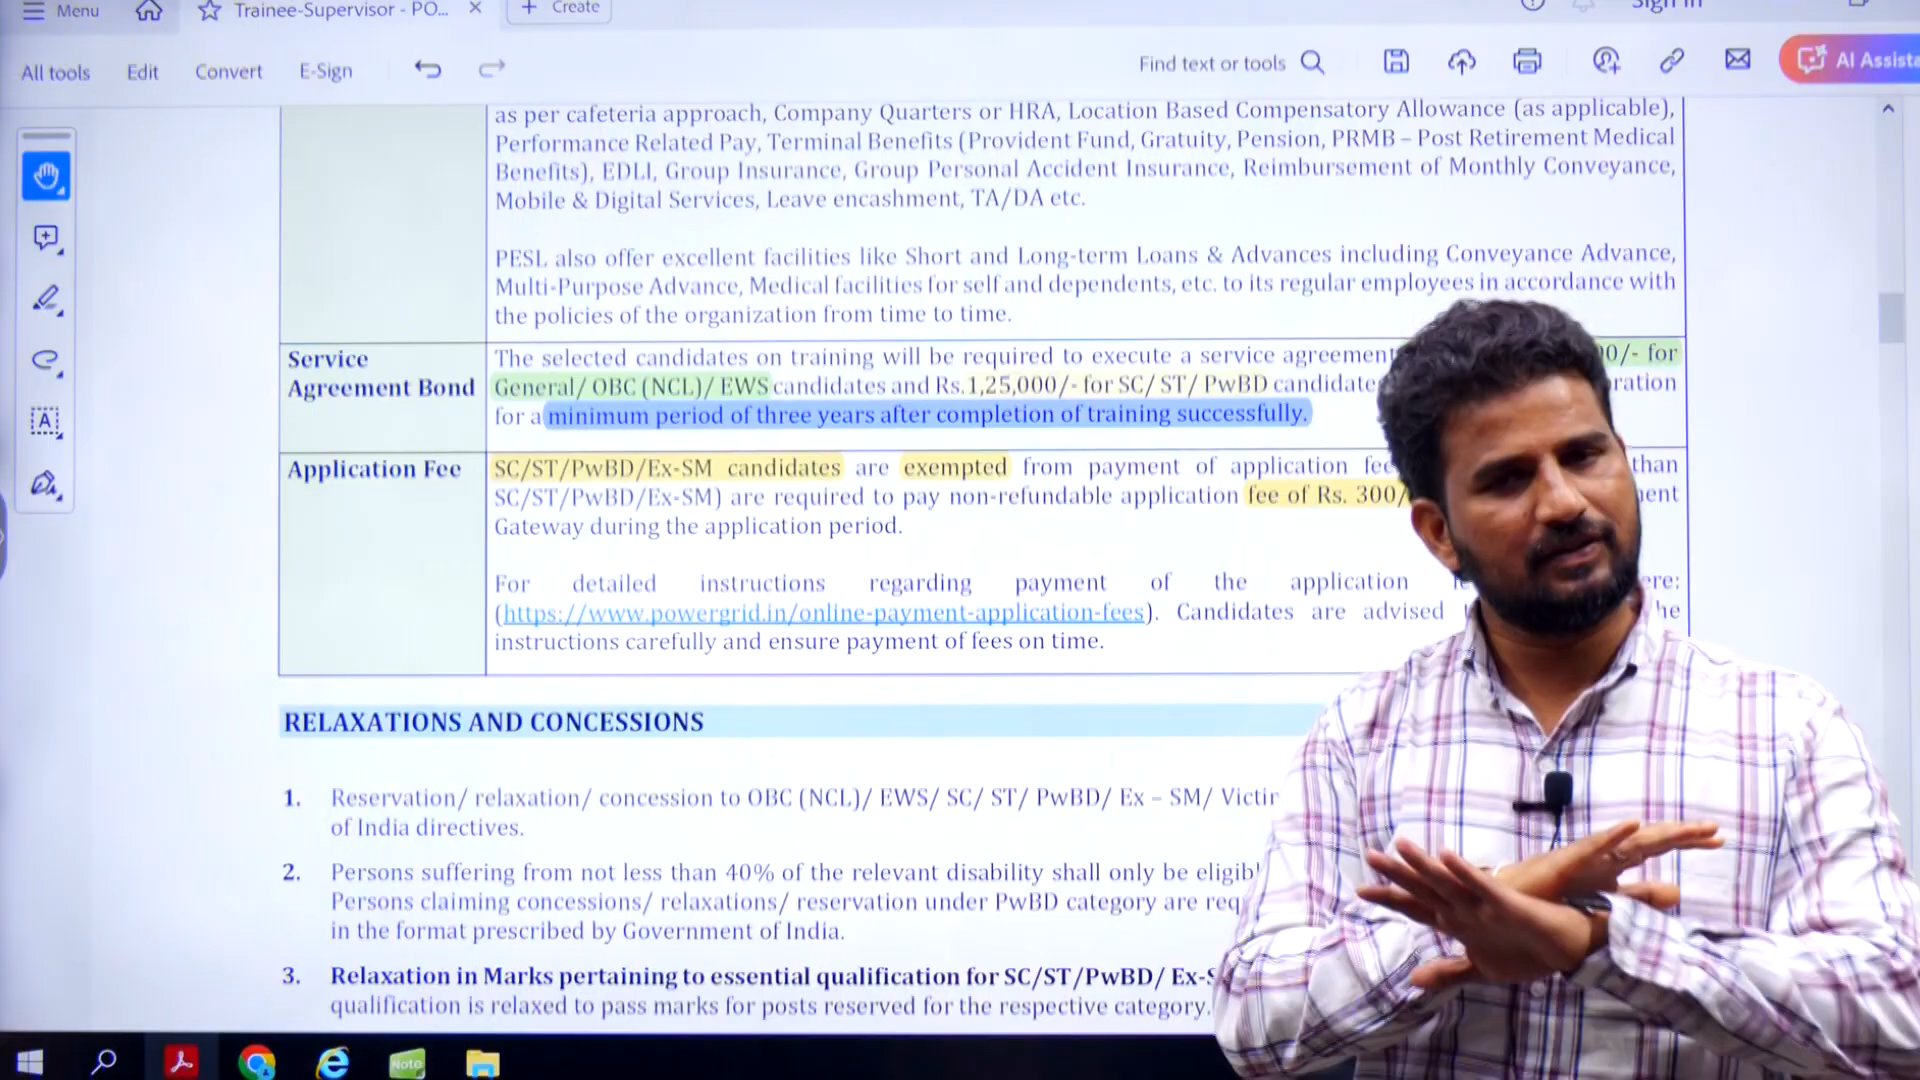 Menu
Trainee-Supervisor - PO...
Create
Sign in
All tools
Edit
Convert
E-Sign
Find text or tools
AI Assista
as per cafeteria approach, Company Quarters or HRA, Location Based Compensatory Allowance (as applicable),
Performance Related Pay, Terminal Benefits (Provident Fund, Gratuity, Pension, PRMB – Post Retirement Medical
Benefits), EDLI, Group Insurance, Group Personal Accident Insurance, Reimbursement of Monthly Conveyance,
Mobile & Digital Services, Leave encashment, TA/DA etc.
PESL also offer excellent facilities like Short and Long-term Loans & Advances including Conveyance Advance,
Multi-Purpose Advance, Medical facilities for self and dependents, etc. to its regular employees in accordance with
the policies of the organization from time to time.
Service
Agreement Bond
The selected candidates on training will be required to execute a service agreement 0/- for
General/ OBC (NCL)/ EWS candidates and Rs.1,25,000/- for SC/ ST/ PwBD candidate ration
for a minimum period of three years after completion of training successfully.
Application Fee
SC/ST/PwBD/Ex-SM candidates are exempted from payment of application fee than
SC/ST/PwBD/Ex-SM) are required to pay non-refundable application fee of Rs. 300/ ent
Gateway during the application period.
For detailed instructions regarding payment of the application ere:
(https://www.powergrid.in/online-payment-application-fees). Candidates are advised he
instructions carefully and ensure payment of fees on time.
RELAXATIONS AND CONCESSIONS
1. Reservation/ relaxation/ concession to OBC (NCL)/ EWS/ SC/ ST/ PwBD/ Ex – SM/ Victi
of India directives.
2. Persons suffering from not less than 40% of the relevant disability shall only be eligib
Persons claiming concessions/ relaxations/ reservation under PwBD category are req
in the format prescribed by Government of India.
3. Relaxation in Marks pertaining to essential qualification for SC/ST/PwBD/ Ex-S
qualification is relaxed to pass marks for posts reserved for the respective category.
Note